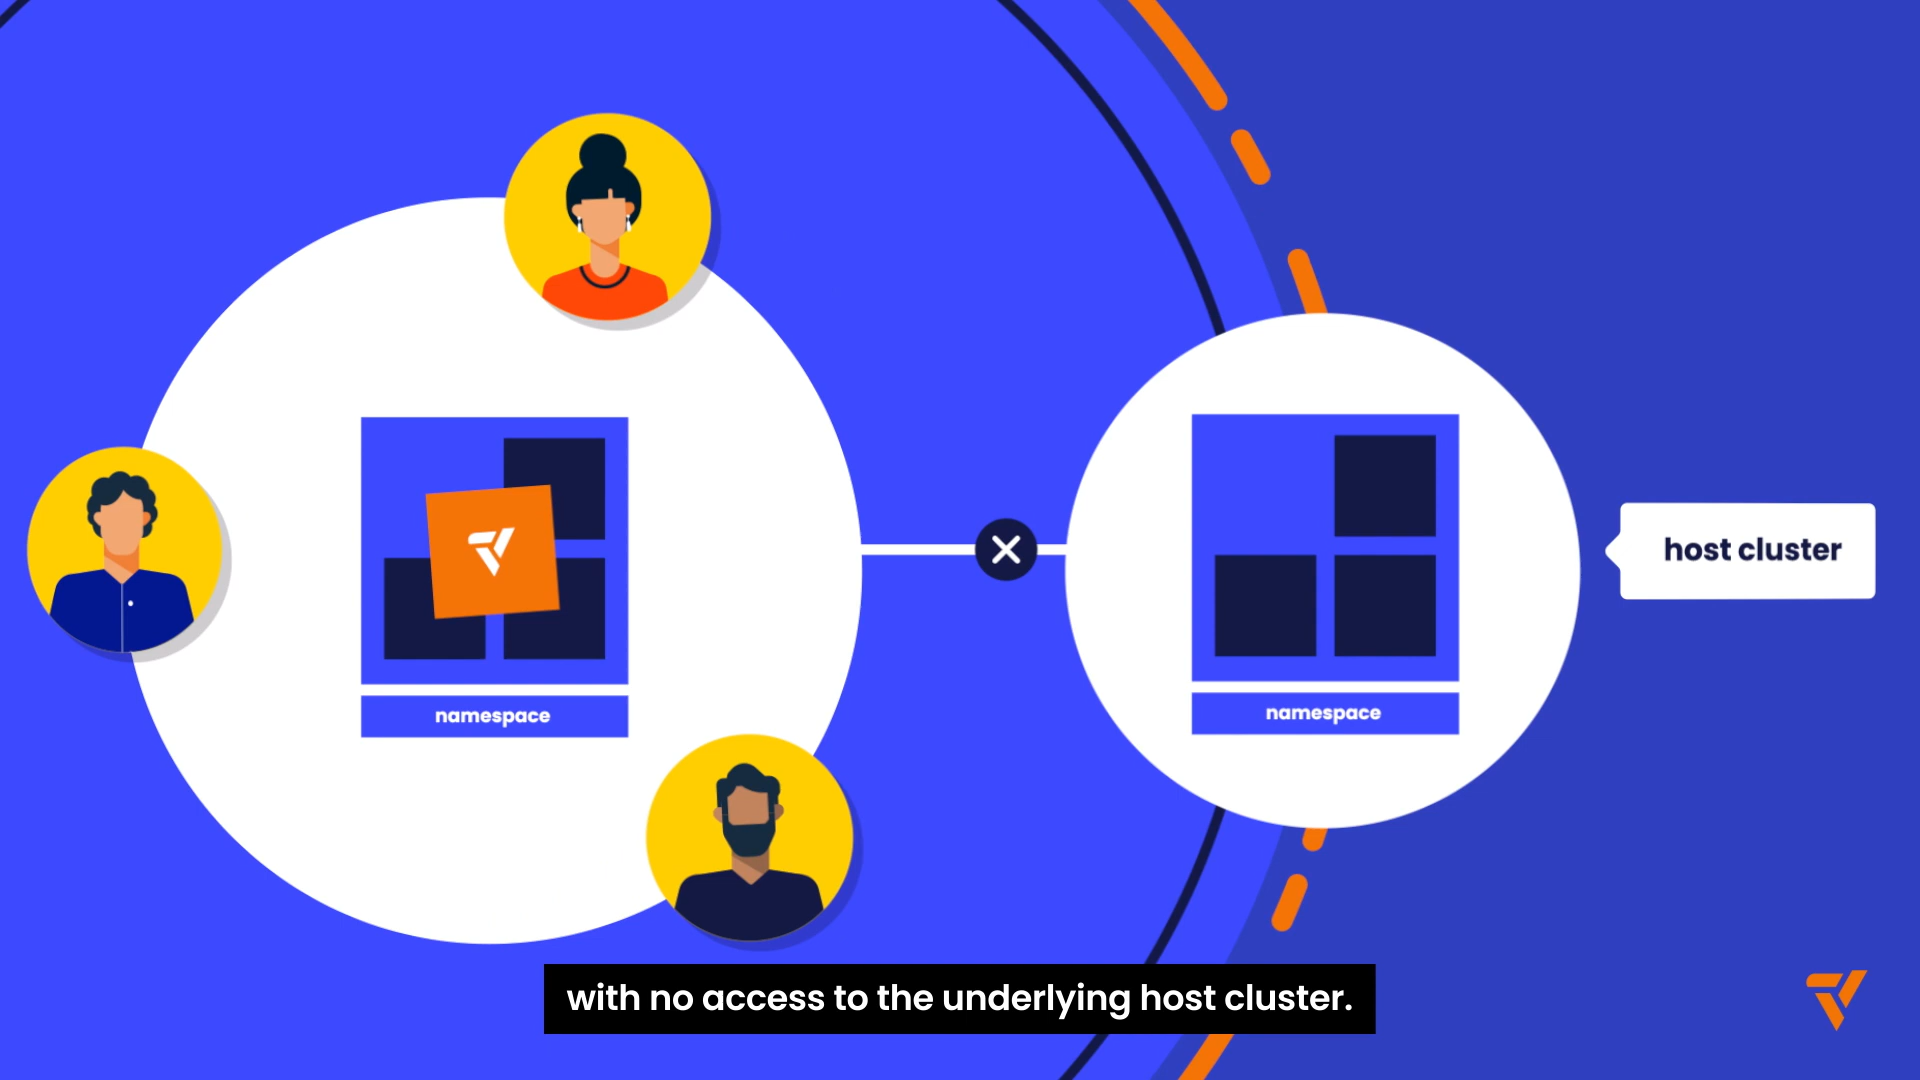 host cluster
namespace
namespace
with no access to the underlying host cluster.